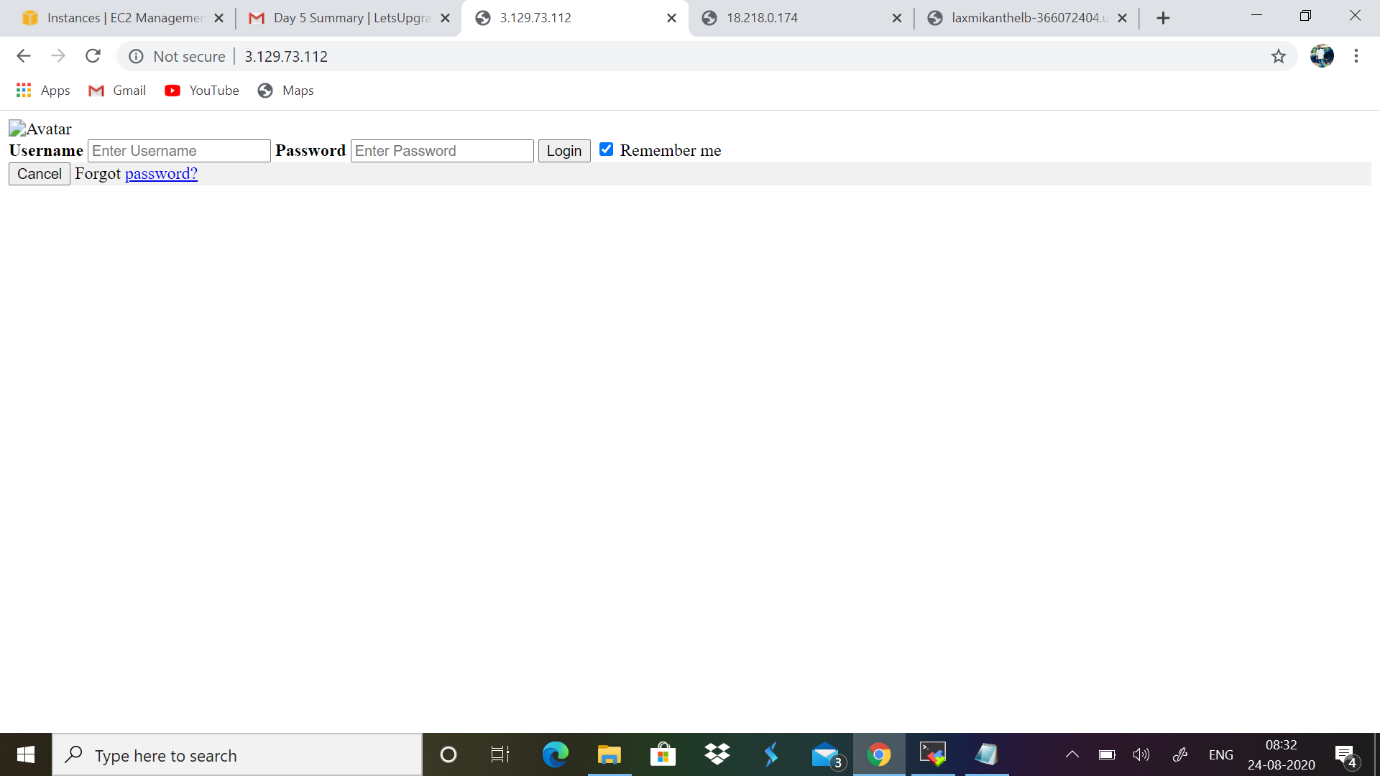 Instances | EC2 Managemer
Day 5 Summary | LetsUpgra
3.129.73.112
18.218.0.174
laxmikanthelb-366072404.u
Not secure
3.129.73.112
Apps
Gmail
YouTube
Maps
Avatar
Username Enter Username Password Enter Password Login Remember me
Cancel Forgot password?
Type here to search
3
ENG
08:32
24-08-2020
4